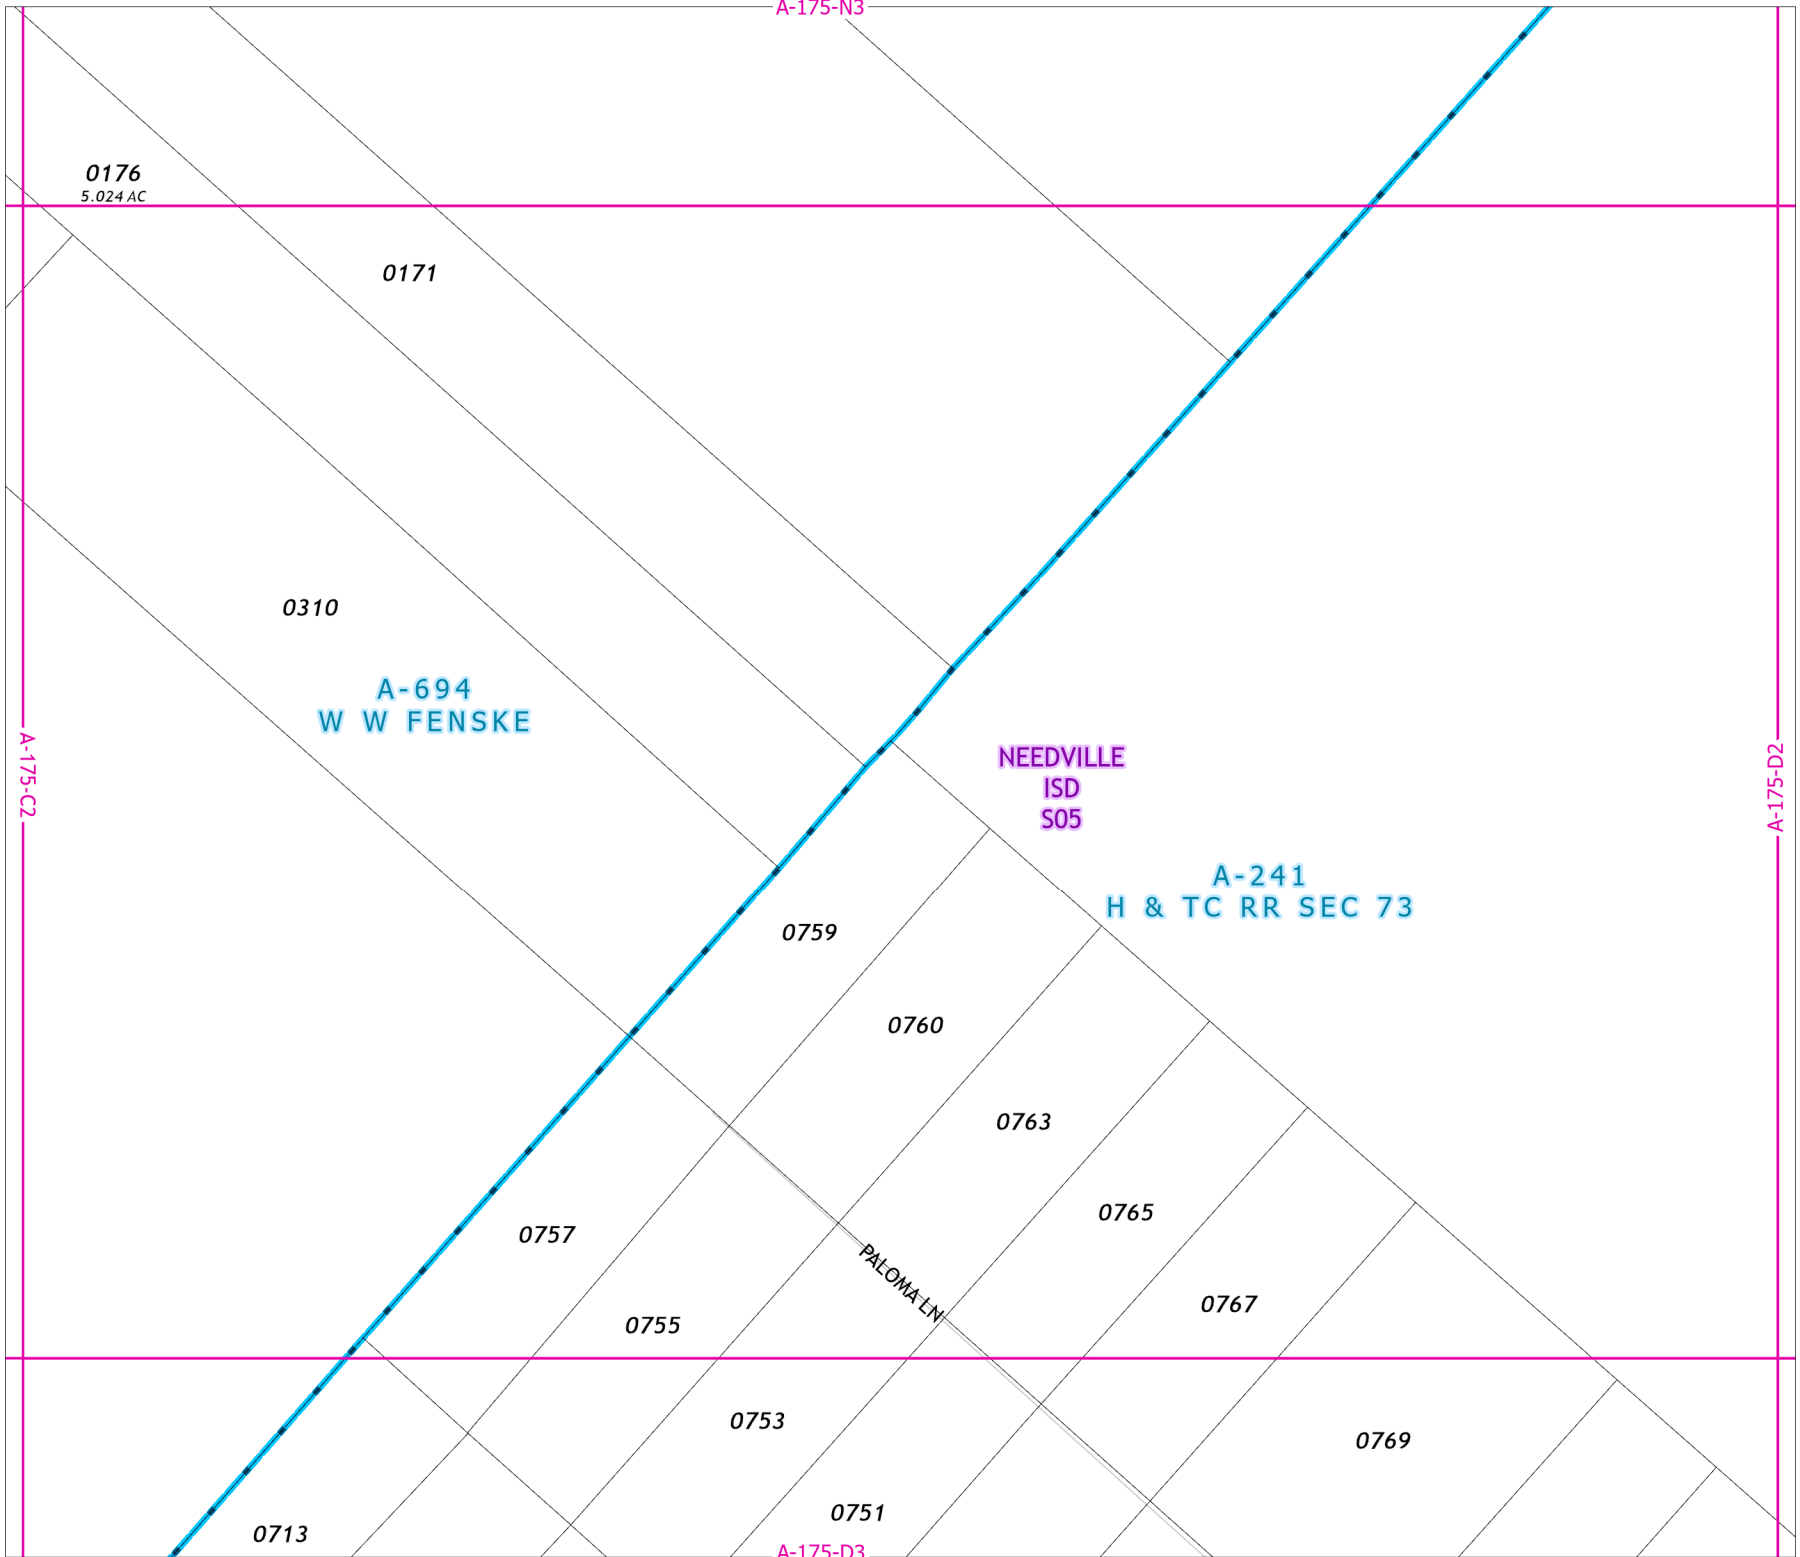 A-175-N3
0176
5.024 AC
0171
0310
A-694
W W FENSKE
A-175-C2
NEEDVILLE
ISD
S05
A-175-D2
A-241
H & TC RR SEC 73
0759
0760
0763
0765
0757
PALOMA LN
0767
0755
0753
0769
0751
0713
A-175-D3